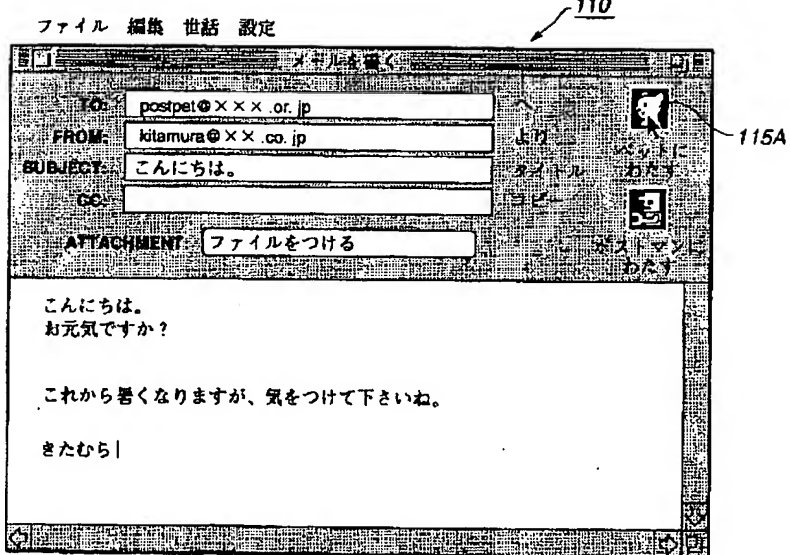 110
ファイル 編集 世話 設定
メールを書く
TO: postpet@×××.or.jp へ
FROM: kitamura@××.co.jp より
SUBJECT: こんにちは。 タイトル
CC: コピー
ATTACHMENT: ファイルをつける
ペットに
わたす
115A
ポストマンに
わたす
こんにちは。
お元気ですか?
これから暑くなりますが、気をつけて下さいね。
きたむら